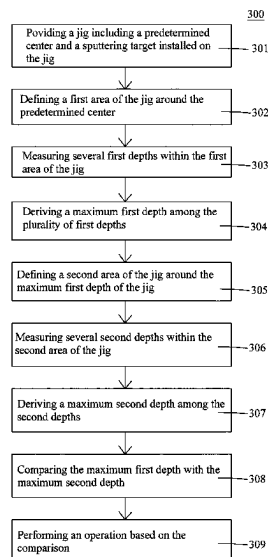 300
Poviding a jig including a predetermined
center and a sputtering target installed on
the jig
301
Defining a first area of the jig around the
predetermined center
302
Measuring several first depths within the first
area of the jig
303
Deriving a maximum first depth among the
plurality of first depths
304
Defining a second area of the jig around the
maximum first depth of the jig
305
Measuring several second depths within the
second area of the jig
306
Deriving a maximum second depth among the
second depths
307
Comparing the maximum first depth with the
maximum second depth
308
Performing an operation based on the
comparison
309